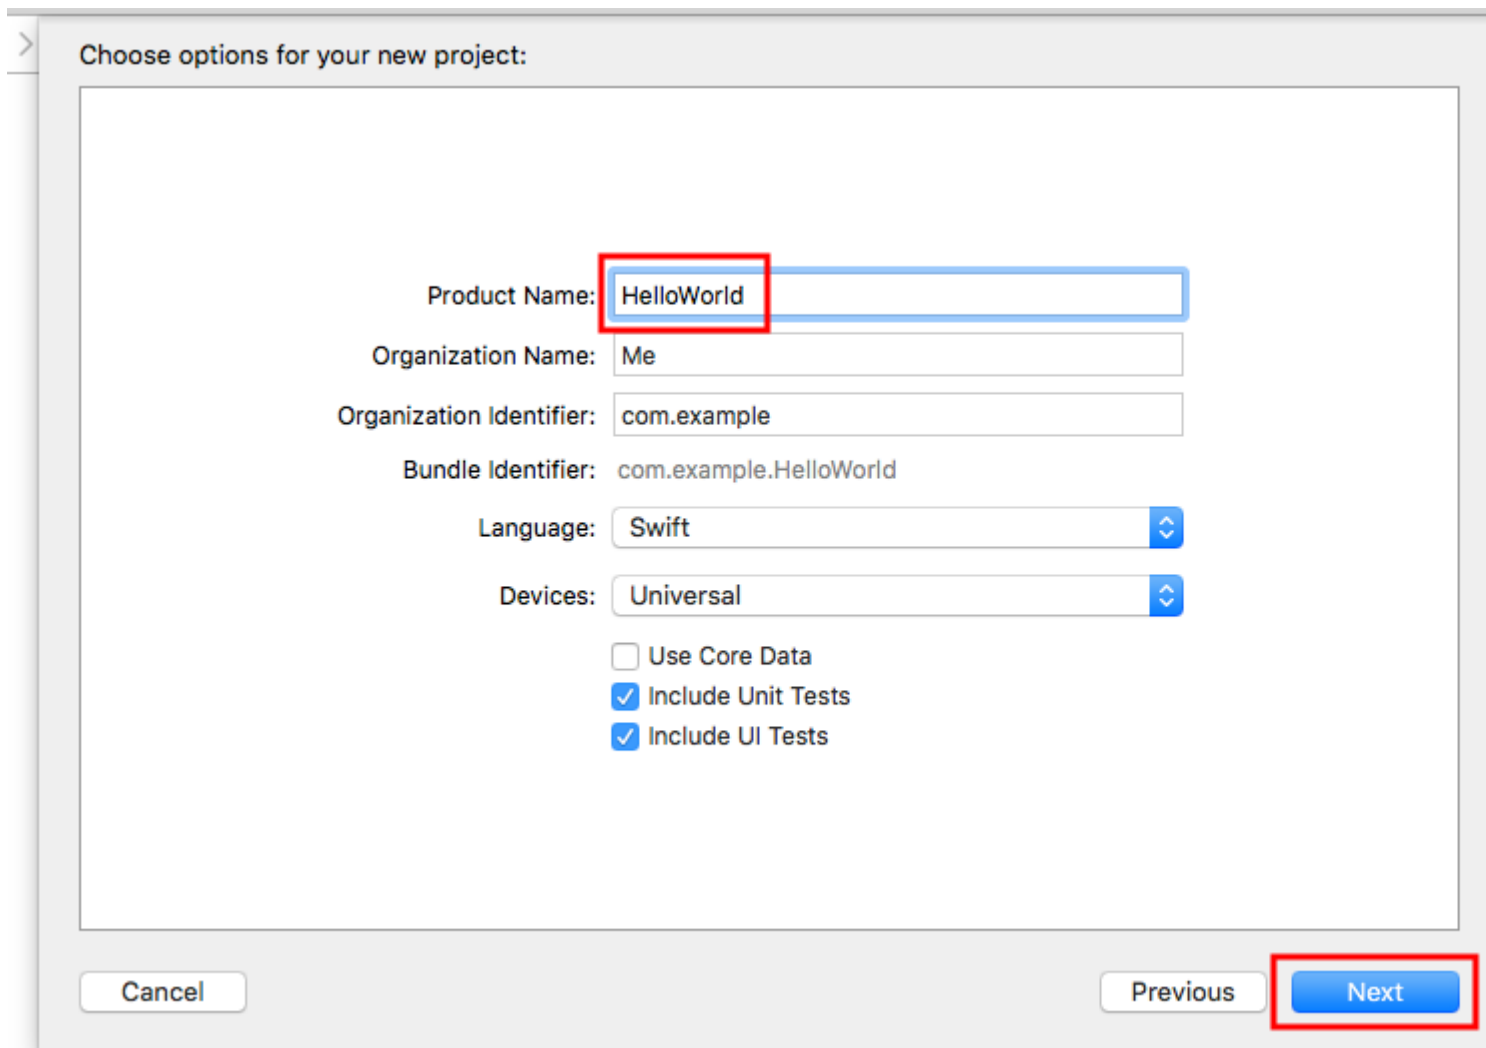 Choose options for your new project:
Product Name: HelloWorld
Organization Name: Me
Organization Identifier: com.example
Bundle Identifier: com.example.HelloWorld
Language: Swift
Devices: Universal
Use Core Data
Include Unit Tests
Include UI Tests
Cancel Previous Next